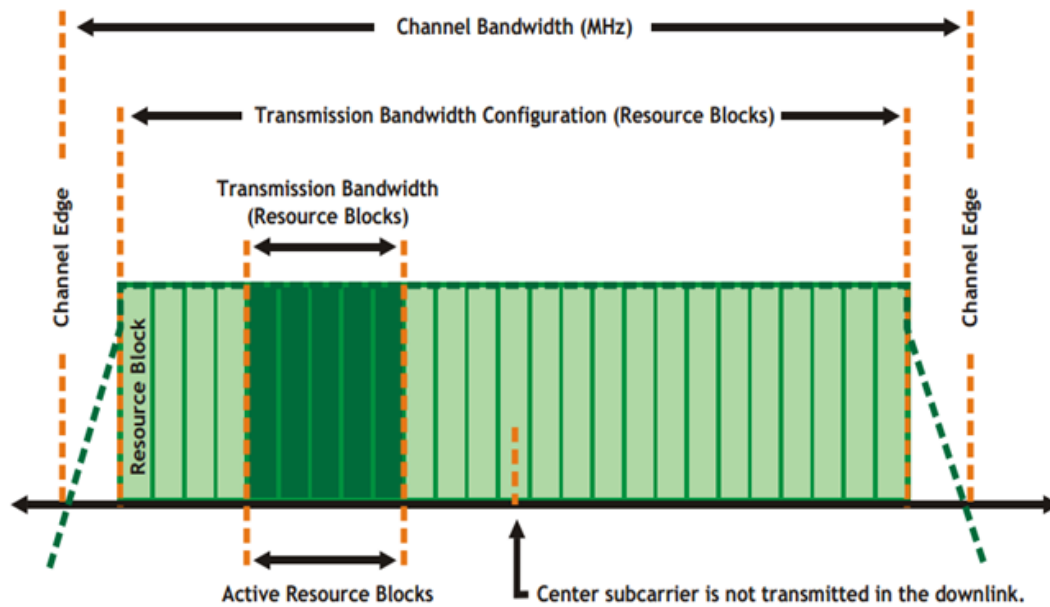 Channel Bandwidth (MHz)
Transmission Bandwidth Configuration (Resource Blocks)
Transmission Bandwidth
(Resource Blocks)
Channel Edge
Channel Edge
Resource Block
Active Resource Blocks
Center subcarrier is not transmitted in the downlink.